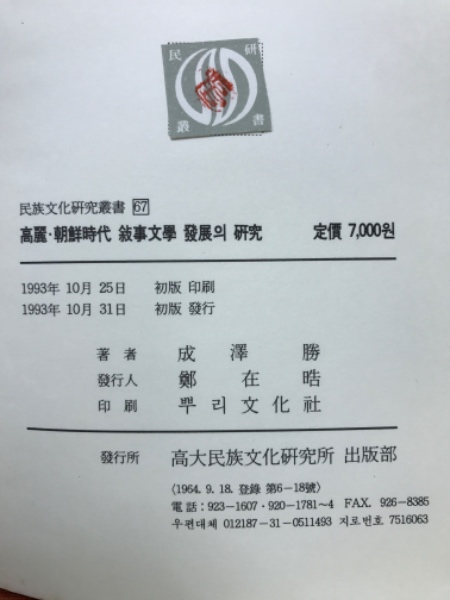 民 研
叢 書
民族文化硏究叢書 67
高麗·朝鮮時代 敍事文學 發展의 硏究 定價 7,000원
1993年 10月 25日 初版 印刷
1993年 10月 31日 初版 發行
著者 成澤勝
發行人 鄭在晧
印刷 뿌리文化社
發行所 高大民族文化硏究所 出版部
〈1964. 9. 18. 登錄 第6-18號〉
電話 : 923-1607 · 920-1781~4 FAX. 926-8385
우편대체 012187-31-0511493 지로번호 7516063